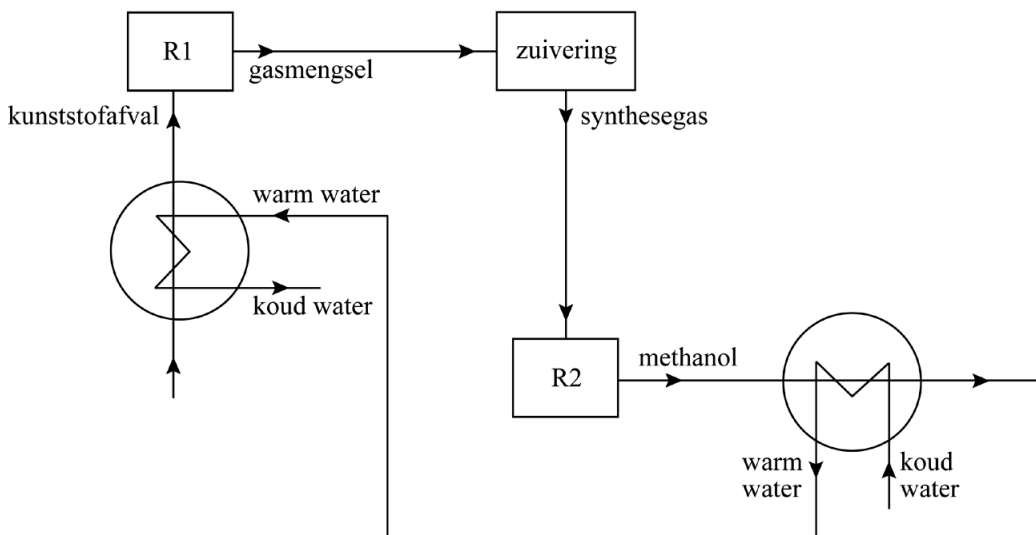 R1
zuivering
gasmengsel
kunststofafval
synthesegas
warm water
koud water
R2
methanol
warm
water
koud
water